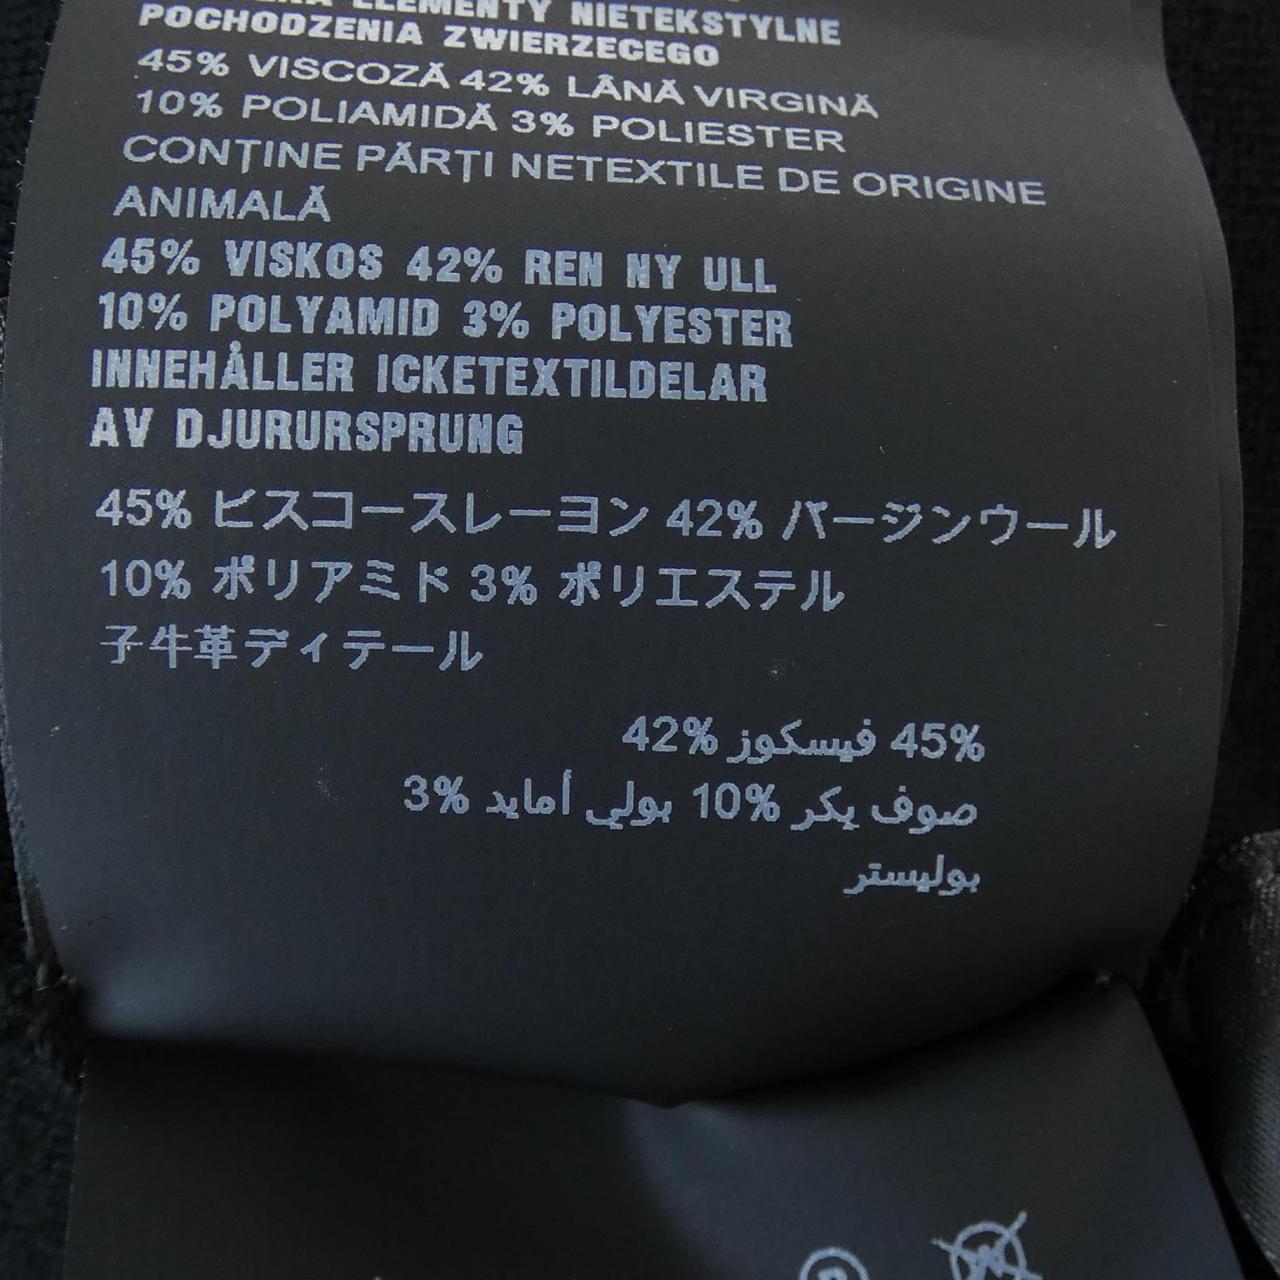 ELEMENTY NIETEKSTYLNE
POCHODZENIA ZWIERZECEGO
45% VISCOZĂ 42% LÂNĂ VIRGINĂ
10% POLIAMIDĂ 3% POLIESTER
CONȚINE PĂRȚI NETEXTILE DE ORIGINE
ANIMALĂ
45% VISKOS 42% REN NY ULL
10% POLYAMID 3% POLYESTER
INNEHÅLLER ICKETEXTILDELAR
AV DJURURSPRUNG
45% ビスコースレーヨン 42% バージンウール
10% ポリアミド 3% ポリエステル
子牛革ディテール
45% فيسكوز 42%
صوف يكر 10% بولي أمايد 3%
بوليستر